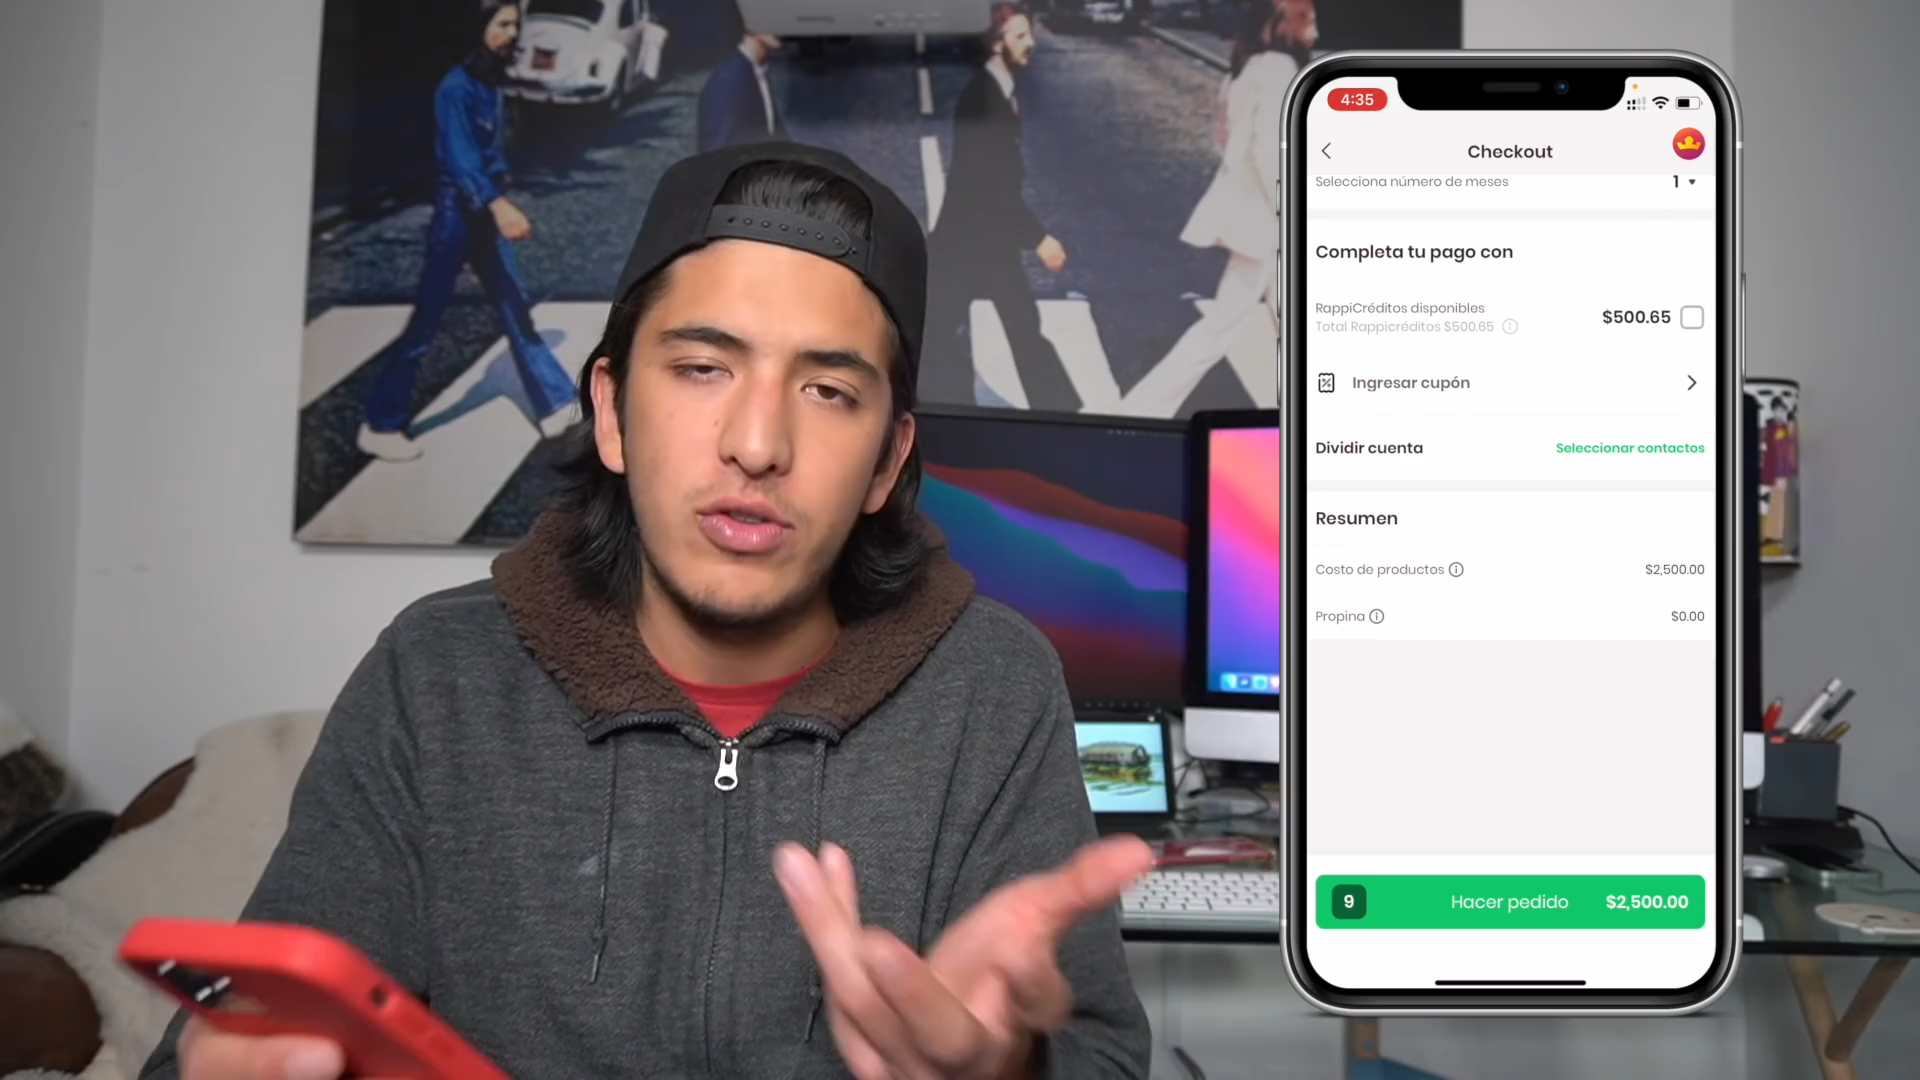 4:35
Checkout
Selecciona número de meses 1
Completa tu pago con
RappiCréditos disponibles
Total Rappicréditos $500.65
$500.65
Ingresar cupón
Dividir cuenta Seleccionar contactos
Resumen
Costo de productos $2,500.00
Propina $0.00
9 Hacer pedido $2,500.00